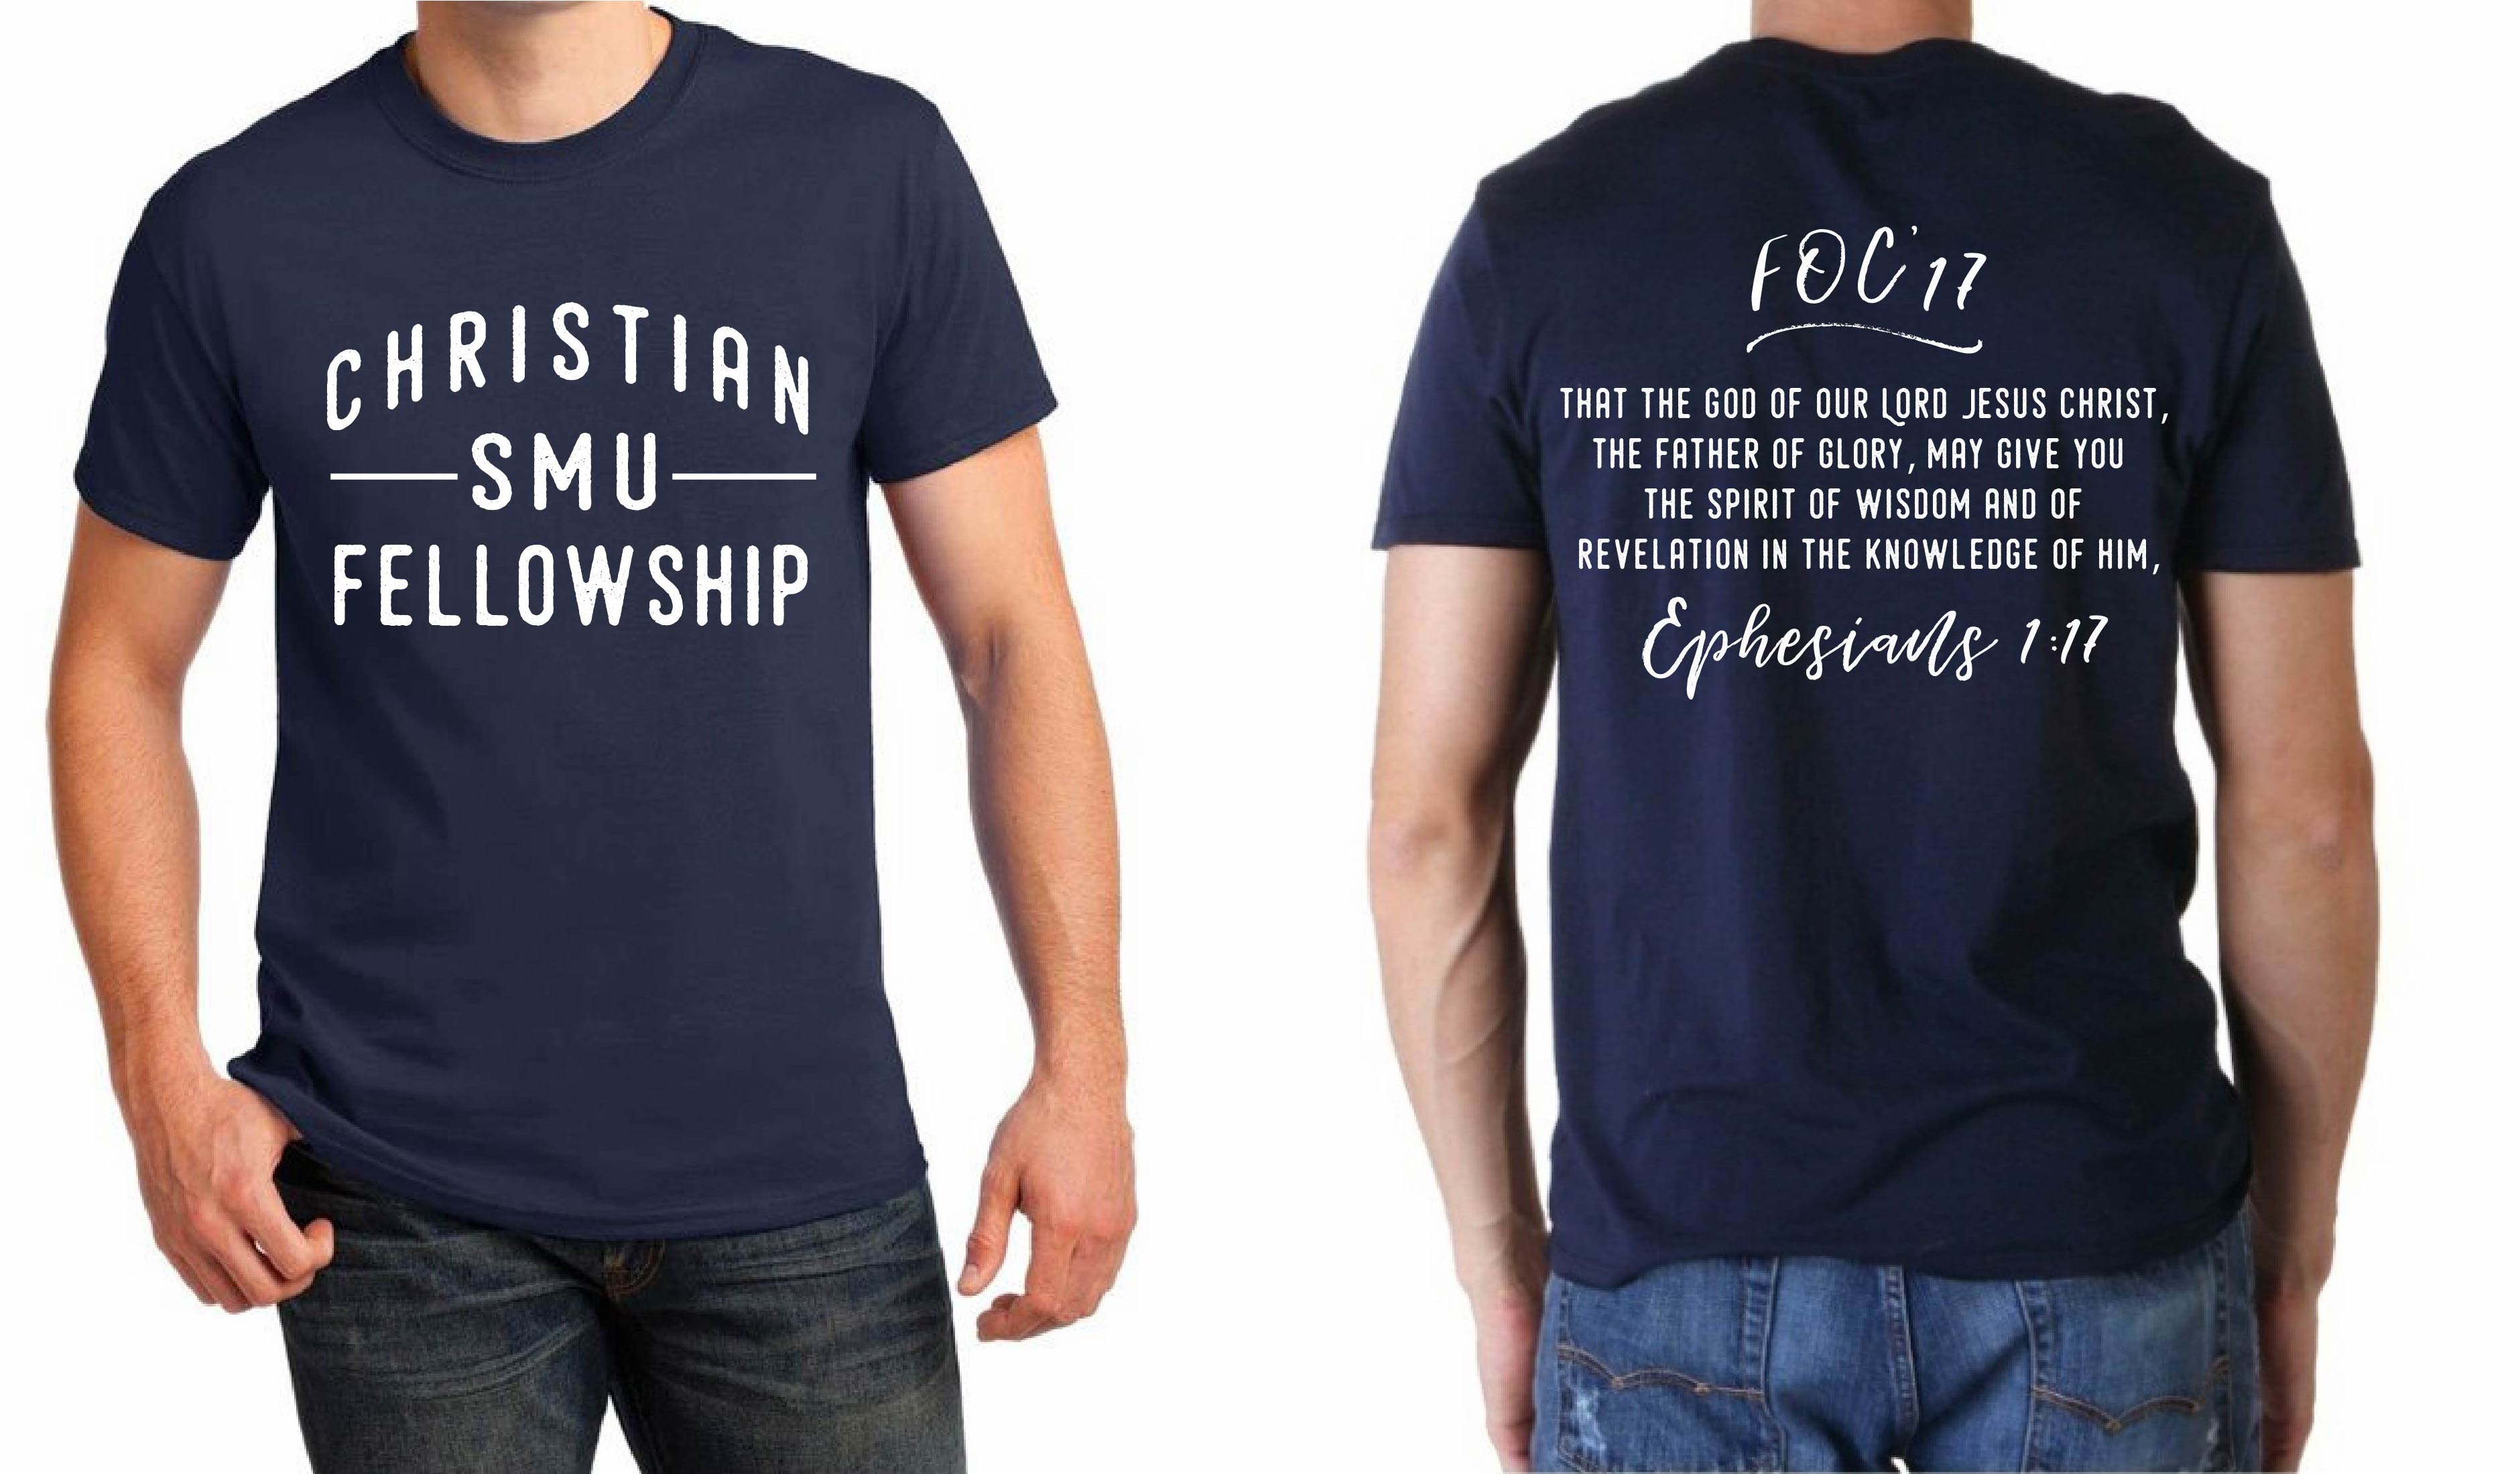 CHRISTIAN
SMU
FELLOWSHIP
FOC'17
THAT THE GOD OF OUR LORD JESUS CHRIST,
THE FATHER OF GLORY, MAY GIVE YOU
THE SPIRIT OF WISDOM AND OF
REVELATION IN THE KNOWLEDGE OF HIM,
Ephesians 1:17